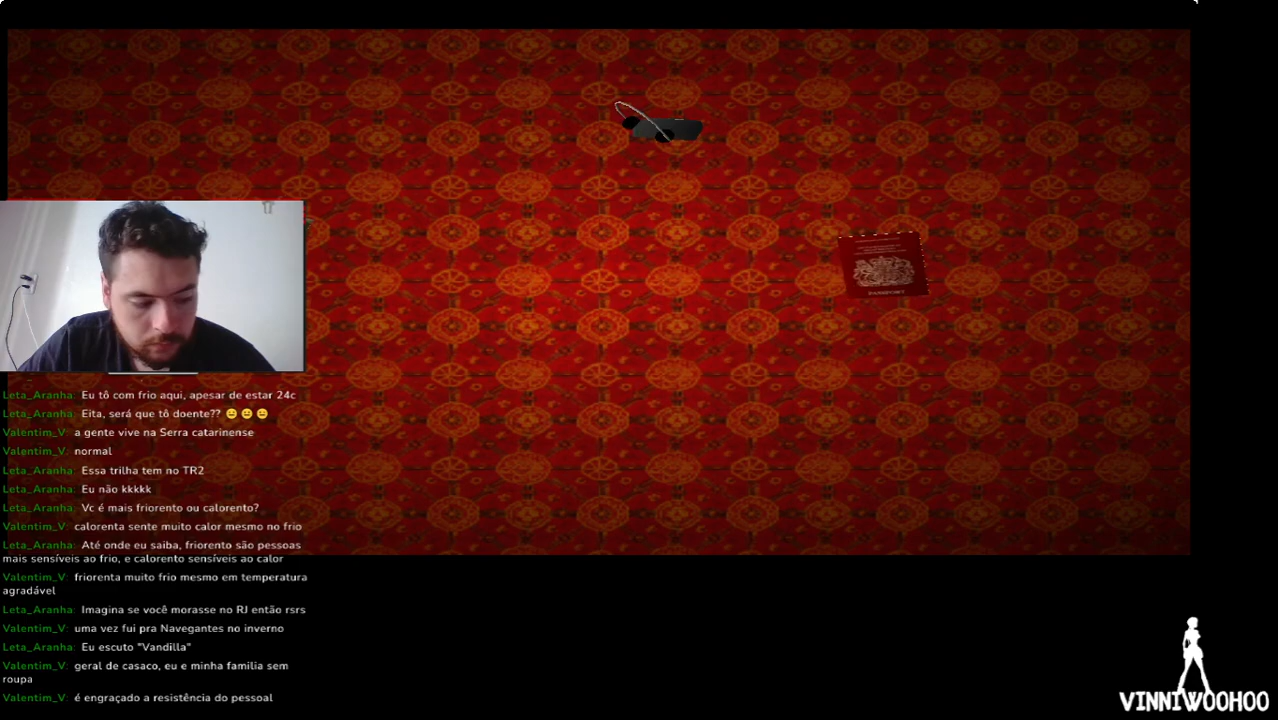 PASSPORT
Leta_Aranha: Eu tô com frio aqui, apesar de estar 24c
Leta_Aranha: Eita, será que tô doente??
Valentim_V: a gente vive na Serra catarinense
Valentim_V: normal
Leta_Aranha: Essa trilha tem no TR2
Leta_Aranha: Eu não kkkkk
Leta_Aranha: Vc é mais friorento ou calorento?
Valentim_V: calorenta sente muito calor mesmo no frio
Leta_Aranha: Até onde eu saiba, friorento são pessoas
mais sensíveis ao frio, e calorento sensíveis ao calor
Valentim_V: friorenta muito frio mesmo em temperatura
agradável
Leta_Aranha: Imagina se você morasse no RJ então rsrs
Valentim_V: uma vez fui pra Navegantes no inverno
Leta_Aranha: Eu escuto "Vandilla"
Valentim_V: geral de casaco, eu e minha familia sem
roupa
Valentim_V: é engraçado a resistência do pessoal
VINNIWOOHOO